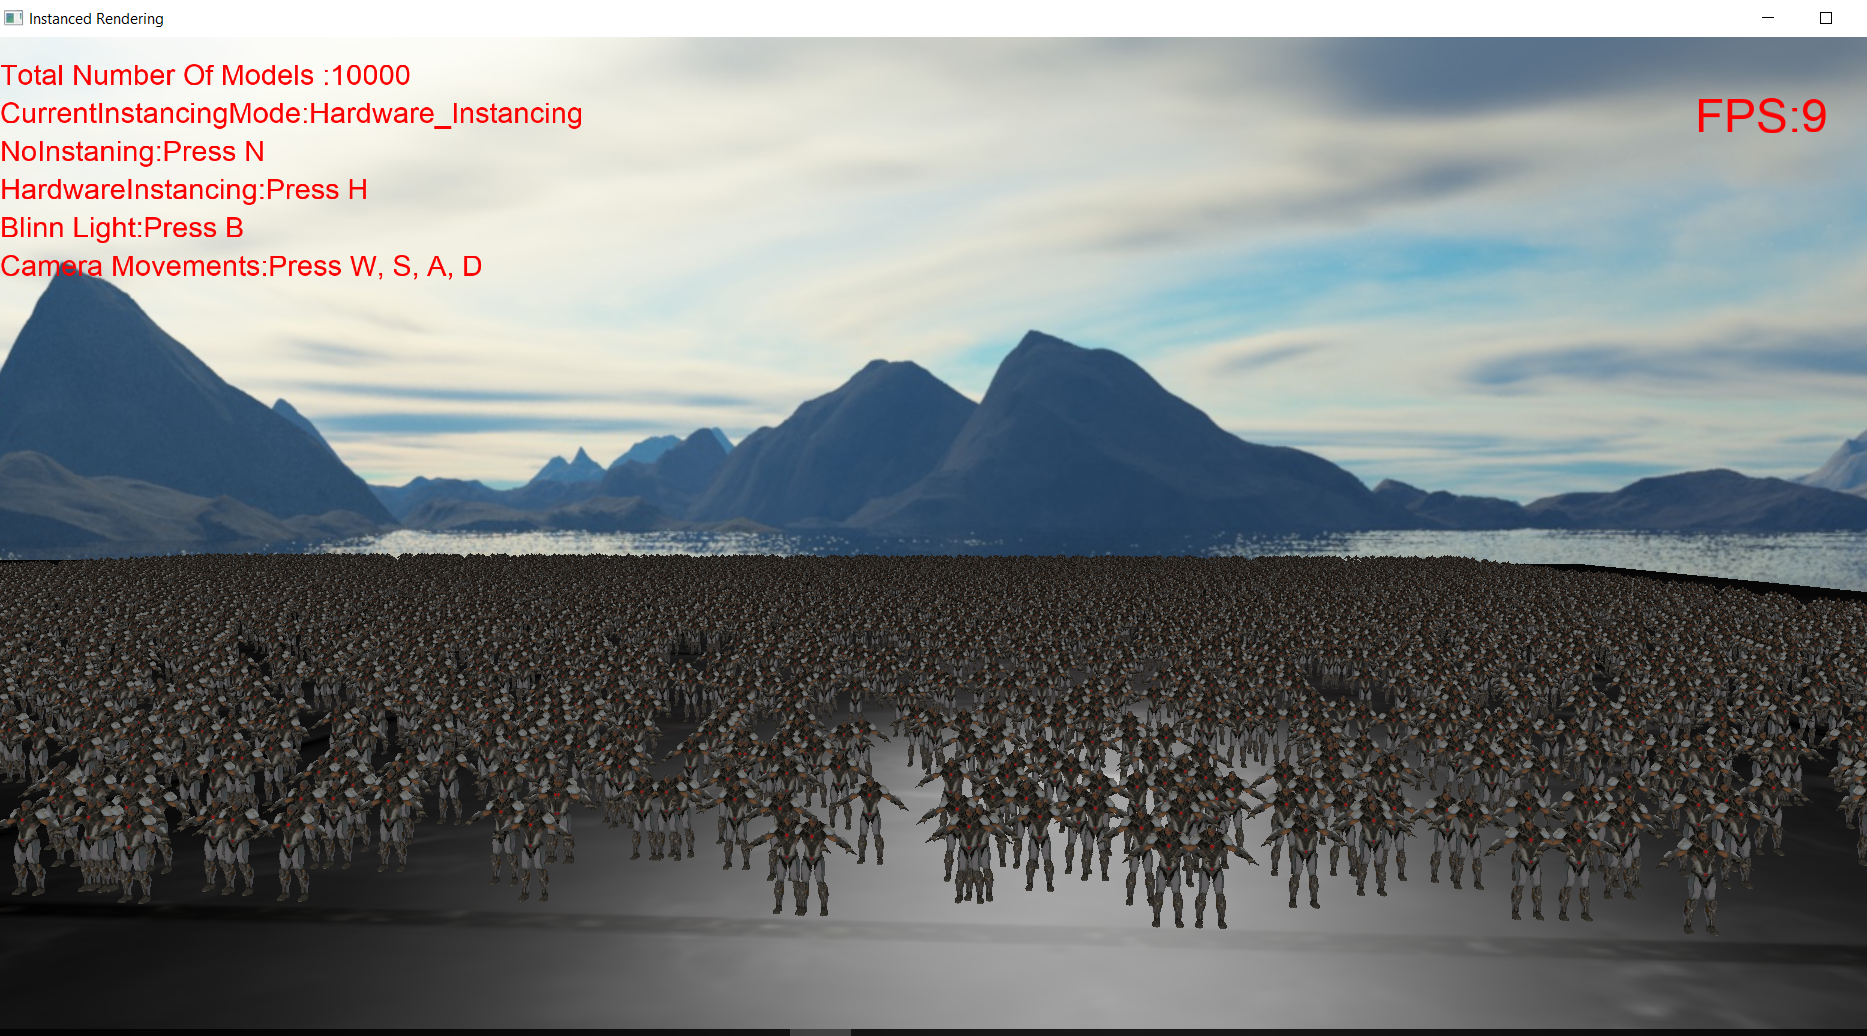 Instanced Rendering
Total Number Of Models :10000
CurrentInstancingMode:Hardware_Instancing
FPS:9
NoInstaning:Press N
HardwareInstancing:Press H
Blinn Light:Press B
Camera Movements:Press W, S, A, D